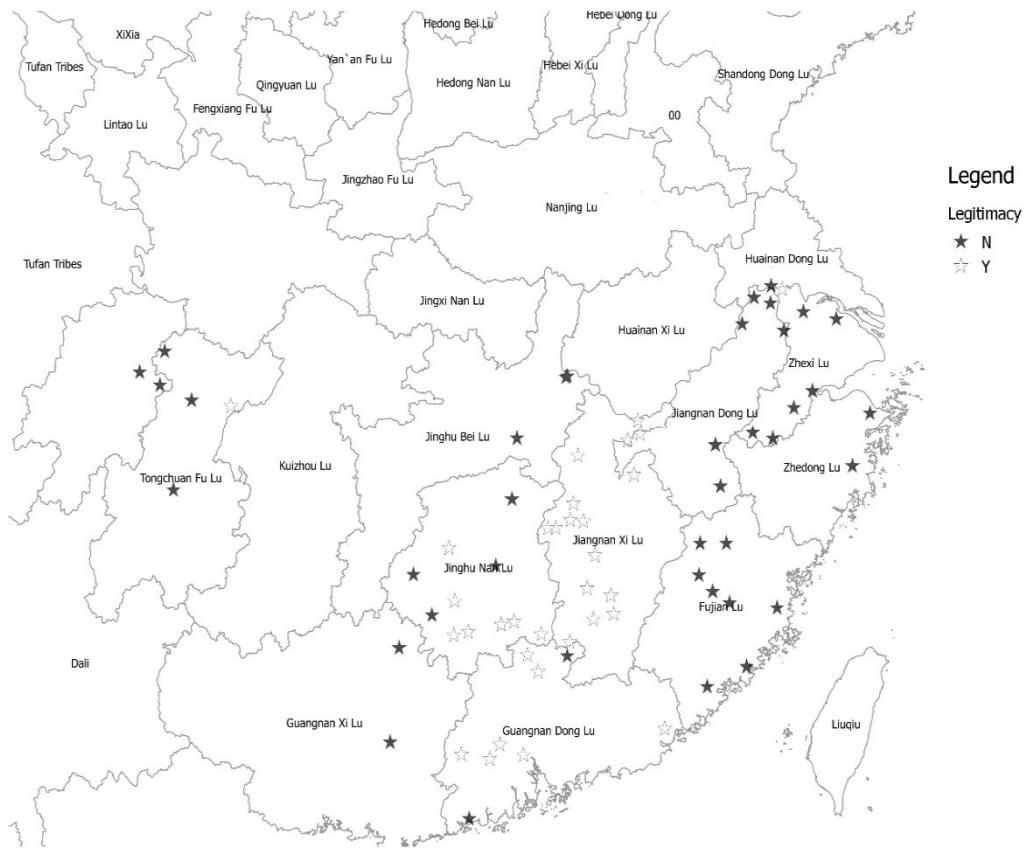 XiXia
Hedong Bei Lu
Hebei Dong Lu
Tufan Tribes
Yan`an Fu Lu
Hebei Xi Lu
Qingyuan Lu
Hedong Nan Lu
Shandong Dong Lu
Fengxiang Fu Lu
Lintao Lu
00
Jingzhao Fu Lu
Legend
Nanjing Lu
Legitimacy
N
Y
Tufan Tribes
Huainan Dong Lu
Jingxi Nan Lu
Huainan Xi Lu
Zhexi Lu
Jiangnan Dong Lu
Jinghu Bei Lu
Kuizhou Lu
Zhedong Lu
Tongchuan Fu Lu
Jiangnan Xi Lu
Jinghu Nan Lu
Fujian Lu
Dali
Guangnan Xi Lu
Guangnan Dong Lu
Liuqiu